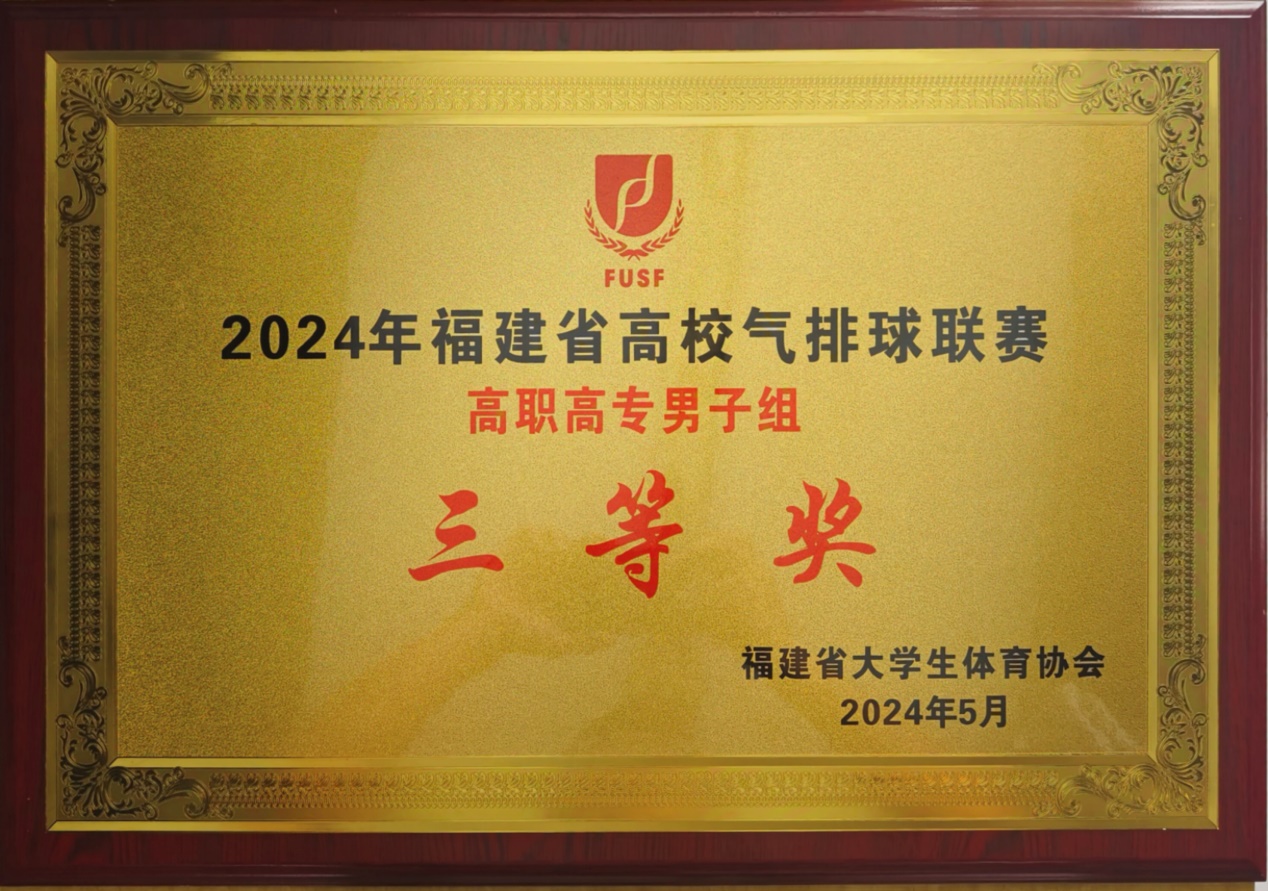 FUSF
2024年福建省高校气排球联赛
高职高专男子组
三等奖
福建省大学生体育协会
2024年5月